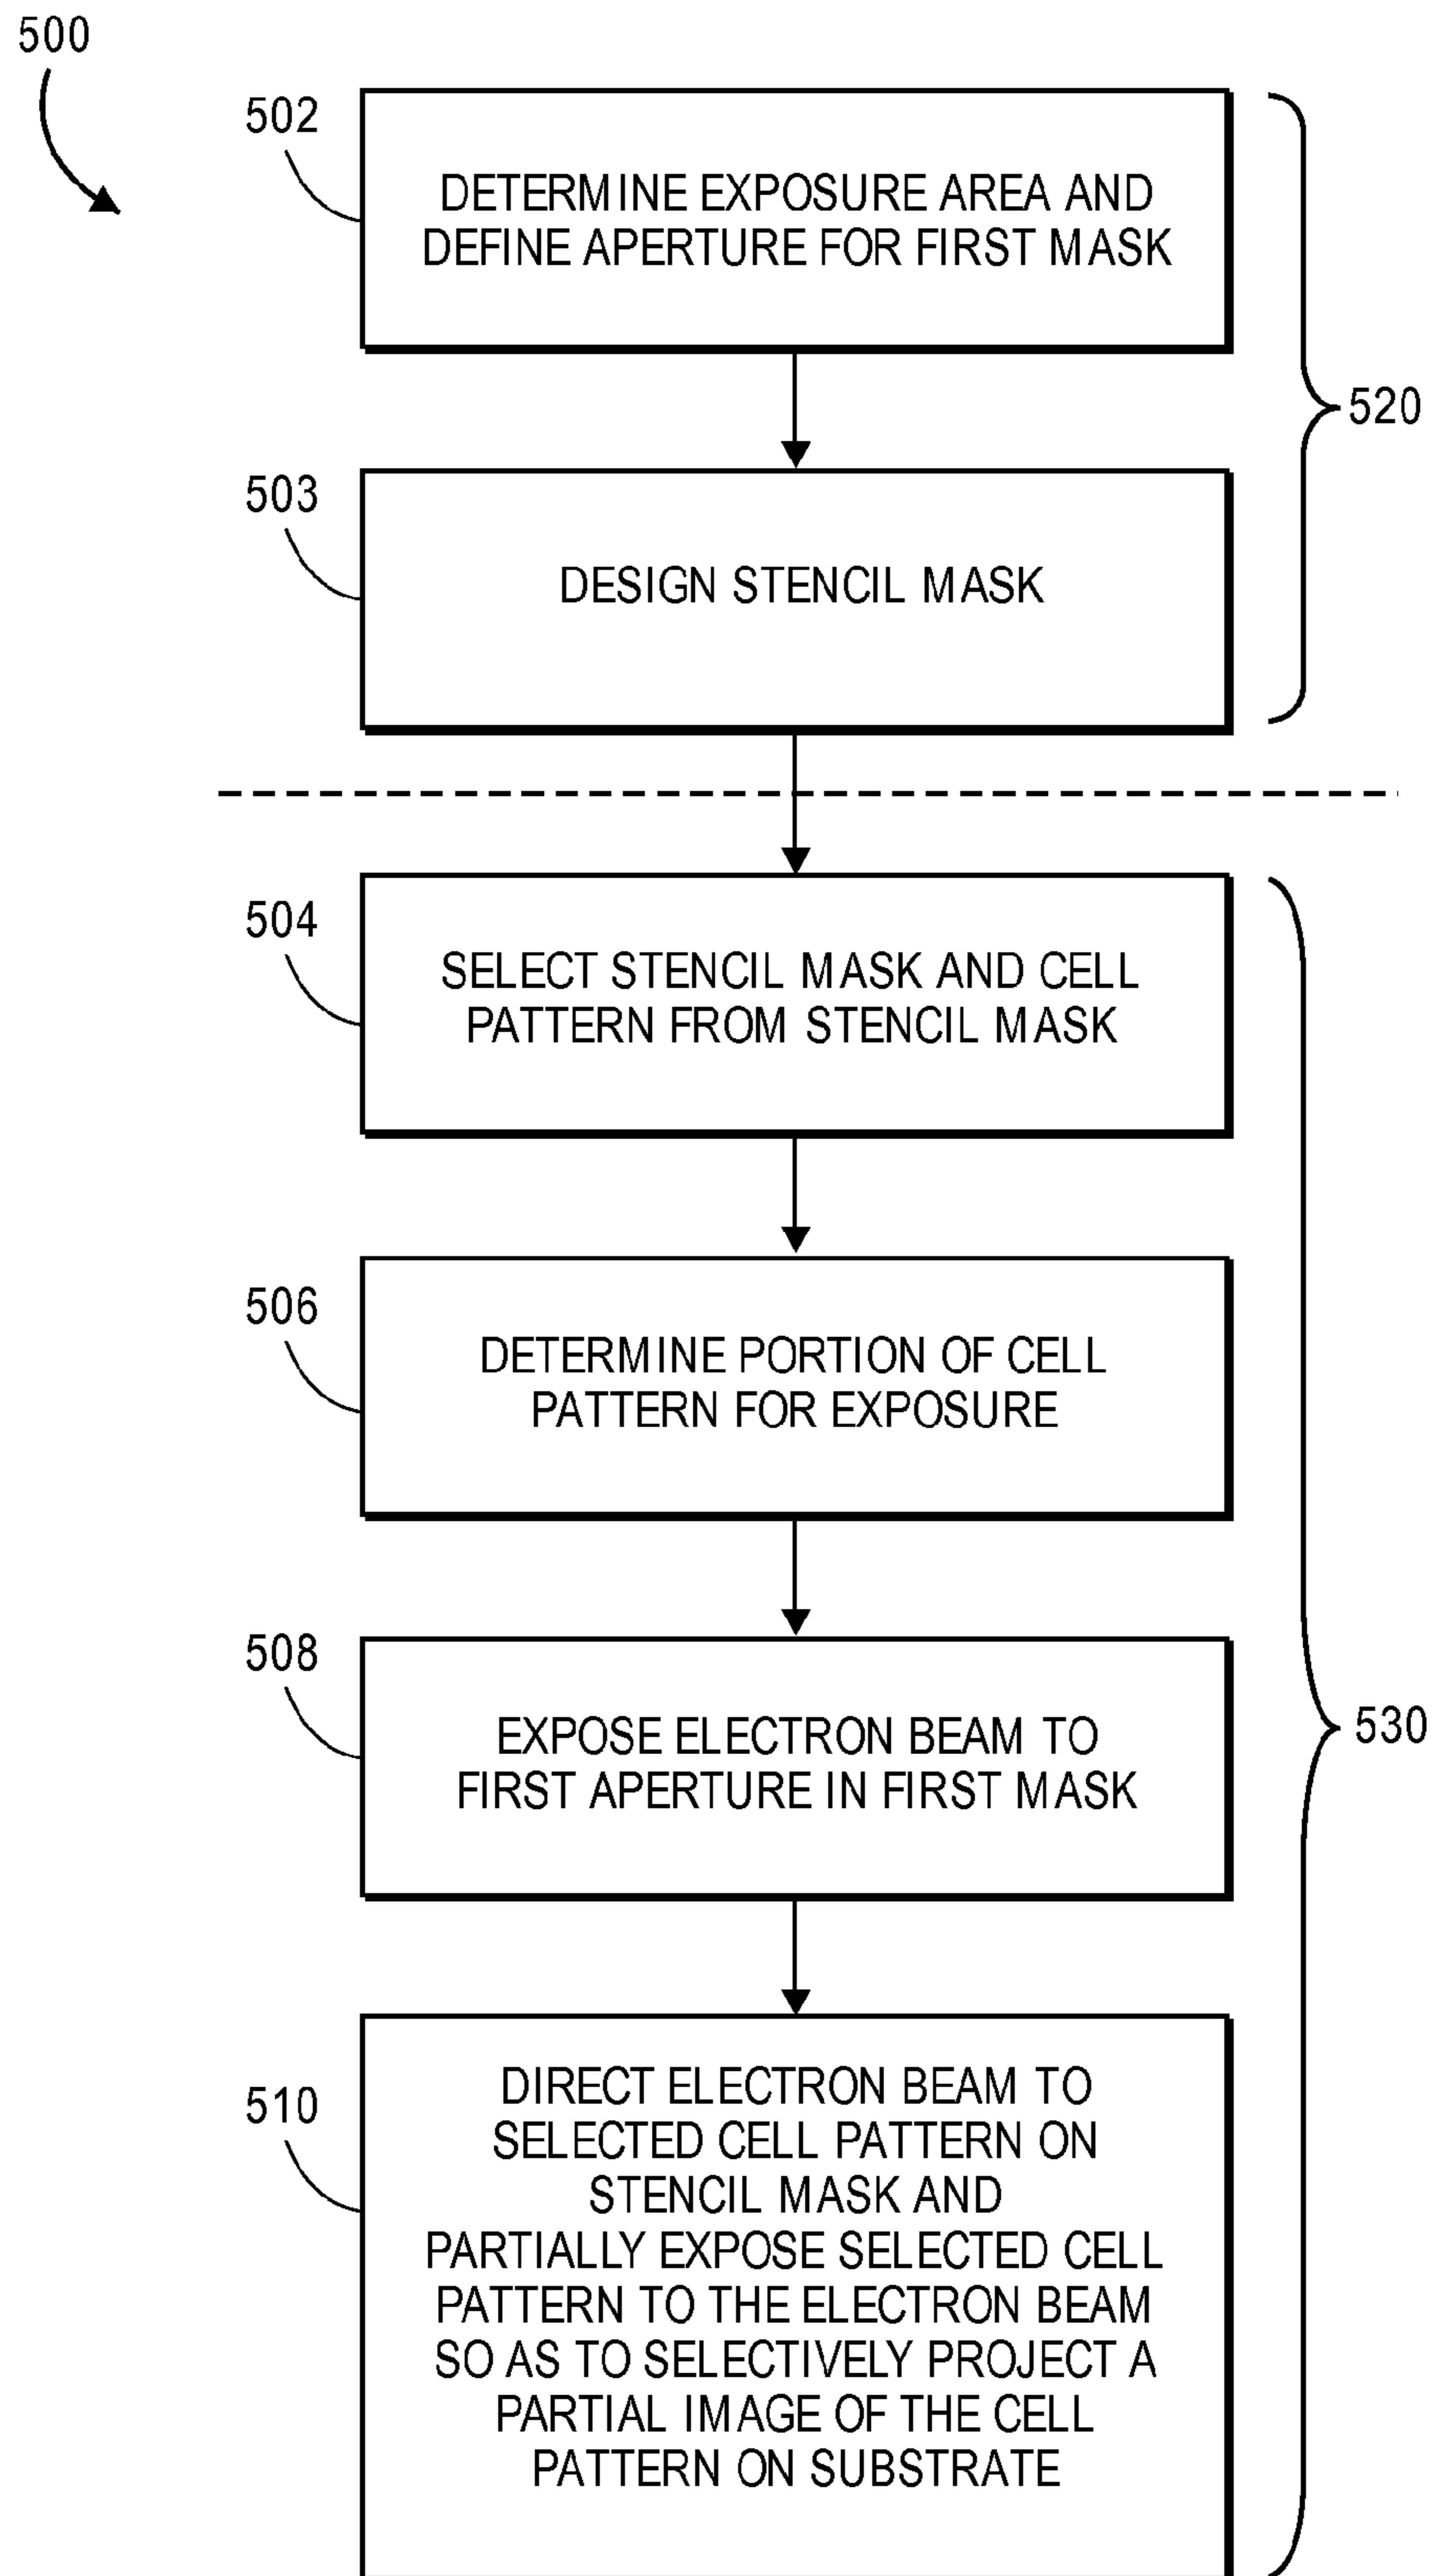 500
502
DETERMINE EXPOSURE AREA AND
DEFINE APERTURE FOR FIRST MASK
520
503
DESIGN STENCIL MASK
504
SELECT STENCIL MASK AND CELL
PATTERN FROM STENCIL MASK
506
DETERMINE PORTION OF CELL
PATTERN FOR EXPOSURE
508
EXPOSE ELECTRON BEAM TO
FIRST APERTURE IN FIRST MASK
530
510
DIRECT ELECTRON BEAM TO
SELECTED CELL PATTERN ON
STENCIL MASK AND
PARTIALLY EXPOSE SELECTED CELL
PATTERN TO THE ELECTRON BEAM
SO AS TO SELECTIVELY PROJECT A
PARTIAL IMAGE OF THE CELL
PATTERN ON SUBSTRATE